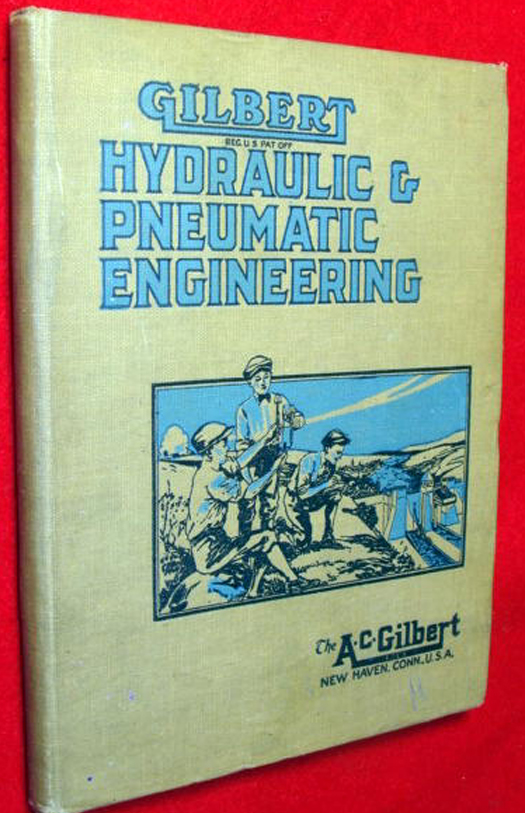 GILBERT
REG. U.S. PAT. OFF
HYDRAULIC &
PNEUMATIC
ENGINEERING
The A·C·Gilbert
NEW HAVEN, CONN., U.S.A.